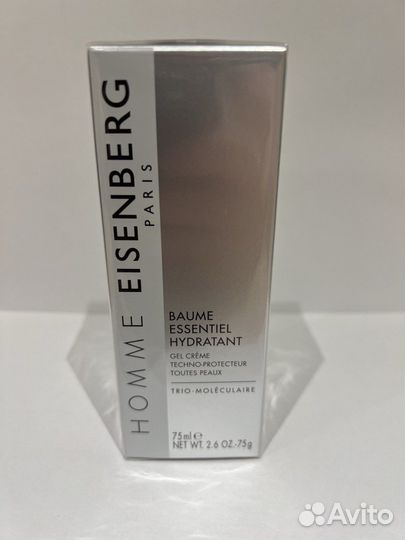 HOMME EISENBERG
PARIS
BAUME
ESSENTIEL
HYDRATANT
GEL CRÈME
TECHNO-PROTECTEUR
TOUTES PEAUX
TRIO-MOLÉCULAIRE
75ml ℮
NET WT. 2.6 OZ.-75g
Avito